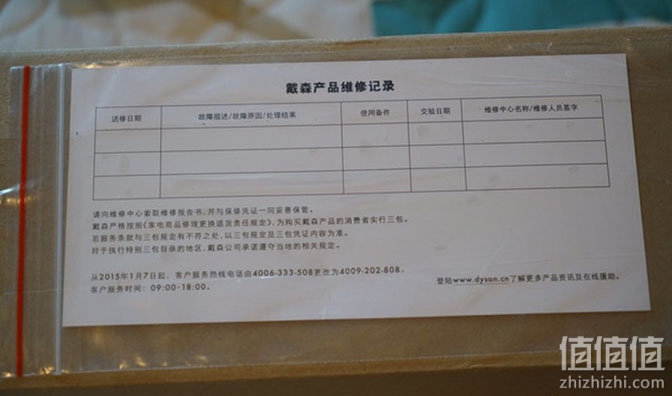 戴森产品维修记录
送修日期 故障描述/故障原因/处理结果 使用备件 交验日期 维修中心名称/维修人员签字
请向维修中心索取维修报告书,并与保修凭证一同妥善保管。
戴森严格按照《家电商品修理更换退货责任规定》,为购买戴森产品的消费者实行三包。
若服务条款与三包规定有不符之处,以三包规定及三包凭证内容为准。
对于执行特别三包目录的地区,戴森公司承诺遵守当地的相关规定。
从2015年1月7日起,客户服务热线电话由4006-333-508更改为4009-202-808。
客户服务时间:09:00-18:00。
登陆www.dyson.cn了解更多产品资讯及在线援助。
值值值
zhizhizhi.com